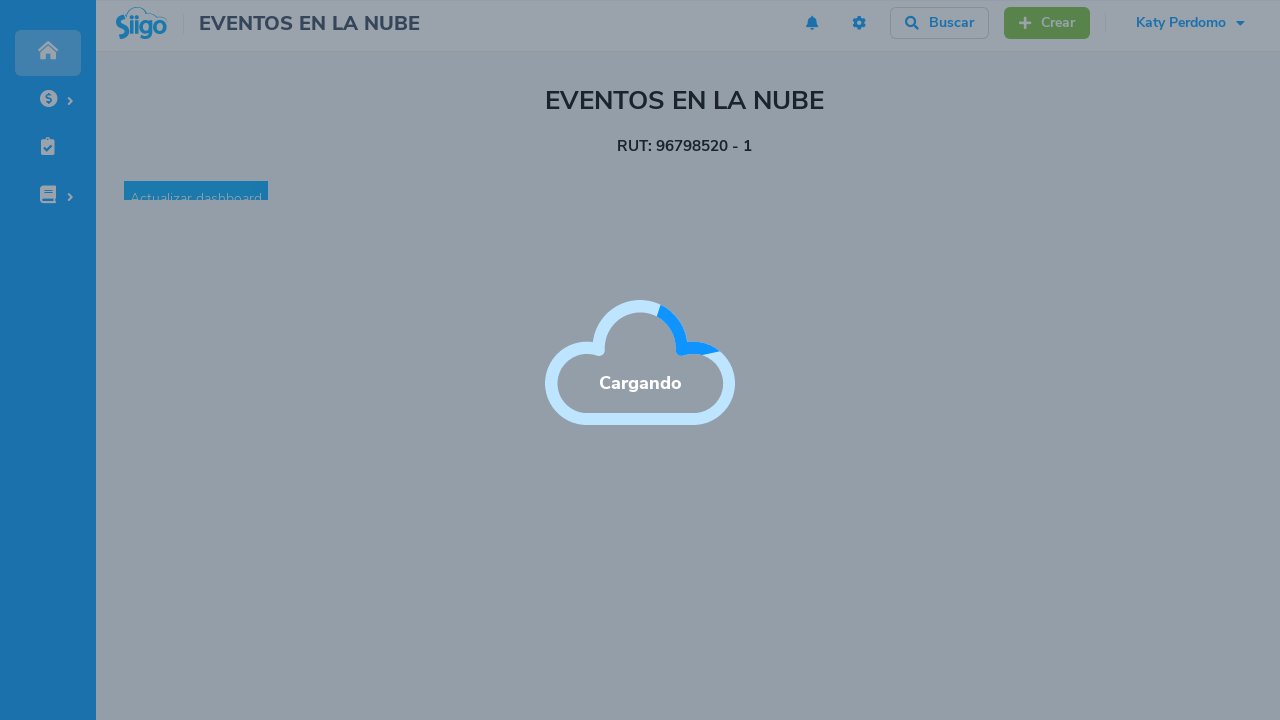 Siigo
EVENTOS EN LA NUBE
Buscar
Crear
Katy Perdomo
EVENTOS EN LA NUBE
RUT: 96798520 - 1
Actualizar dashboard
Cargando